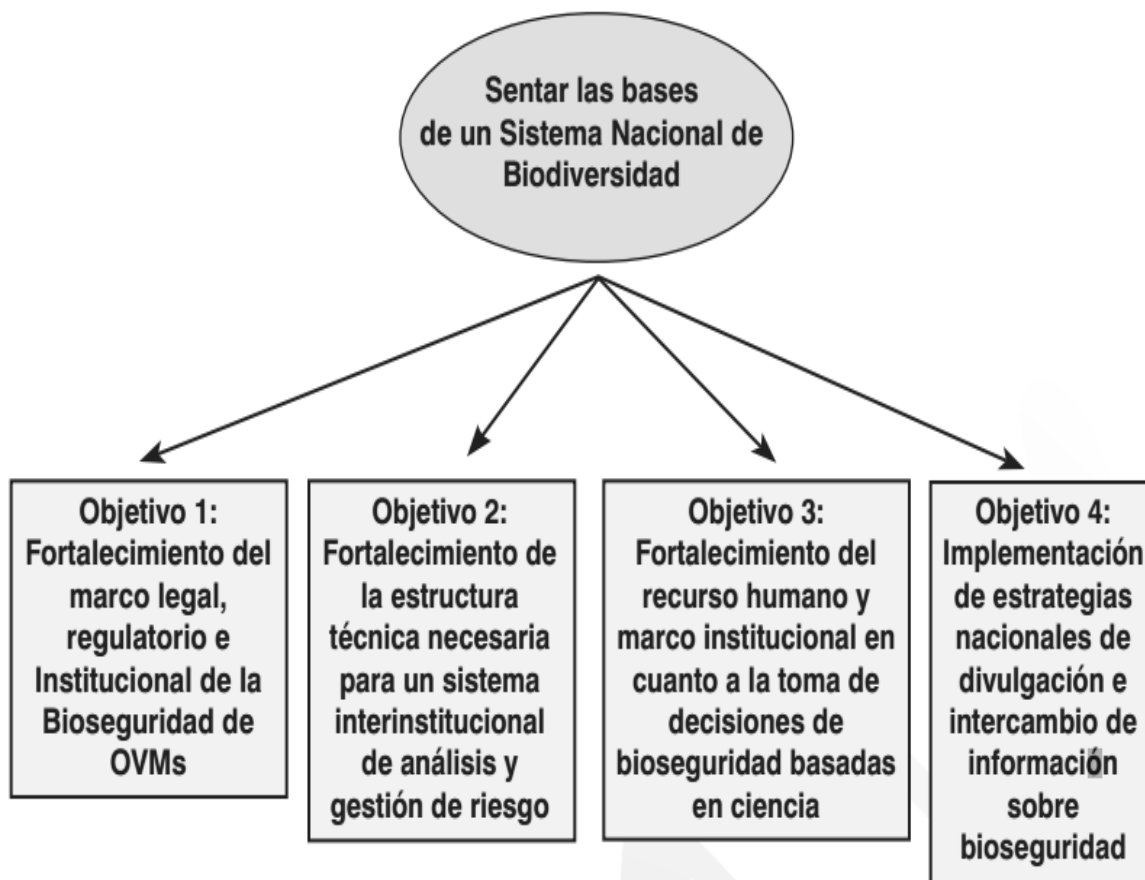 Sentar las bases
de un Sistema Nacional de
Biodiversidad
Objetivo 1:
Fortalecimiento del
marco legal,
regulatorio e
Institucional de la
Bioseguridad de
OVMs
Objetivo 2:
Fortalecimiento de
la estructura
técnica necesaria
para un sistema
interinstitucional
de análisis y
gestión de riesgo
Objetivo 3:
Fortalecimiento del
recurso humano y
marco institucional en
cuanto a la toma de
decisiones de
bioseguridad basadas
en ciencia
Objetivo 4:
Implementación
de estrategias
nacionales de
divulgación e
intercambio de
información
sobre
bioseguridad